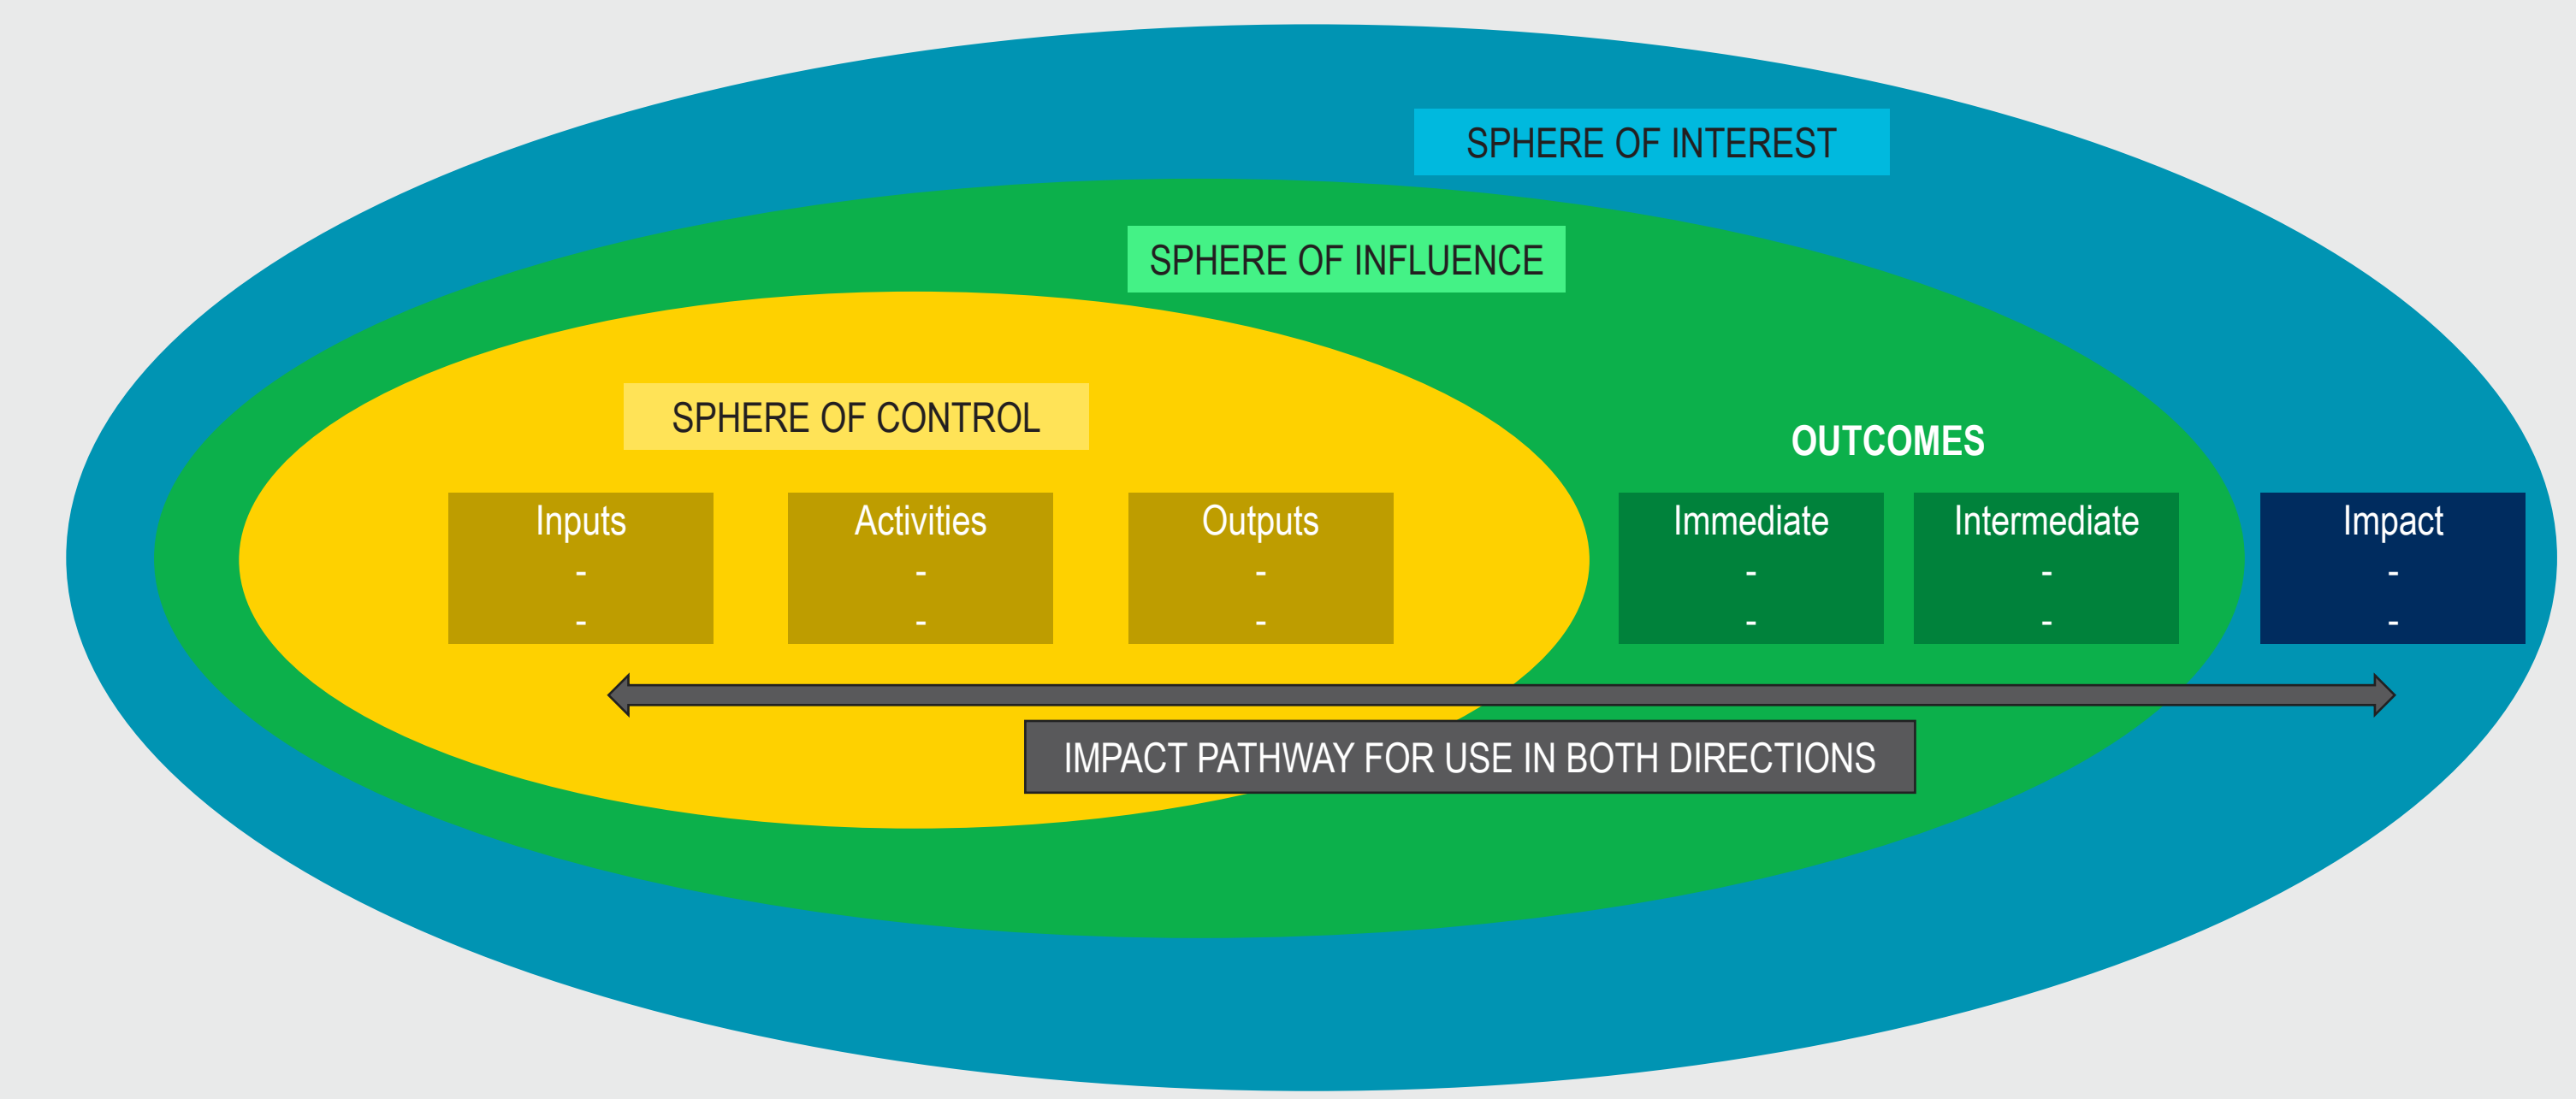 SPHERE OF INTEREST
SPHERE OF INFLUENCE
SPHERE OF CONTROL
OUTCOMES
Inputs
-
-
Activities
-
-
Outputs
-
-
Immediate
-
-
Intermediate
-
-
Impact
-
-
IMPACT PATHWAY FOR USE IN BOTH DIRECTIONS